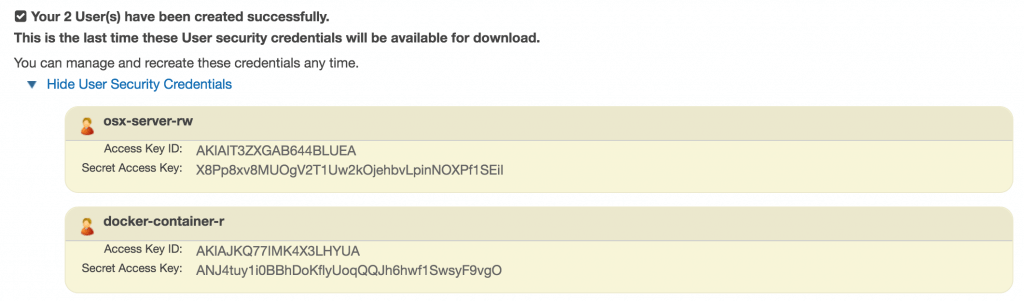 Your 2 User(s) have been created successfully.
This is the last time these User security credentials will be available for download.
You can manage and recreate these credentials any time.
Hide User Security Credentials
osx-server-rw
Access Key ID: AKIAIT3ZXGAB644BLUEA
Secret Access Key: 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
docker-container-r
Access Key ID: AKIAJKQ77IMK4X3LHYUA
Secret Access Key: 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